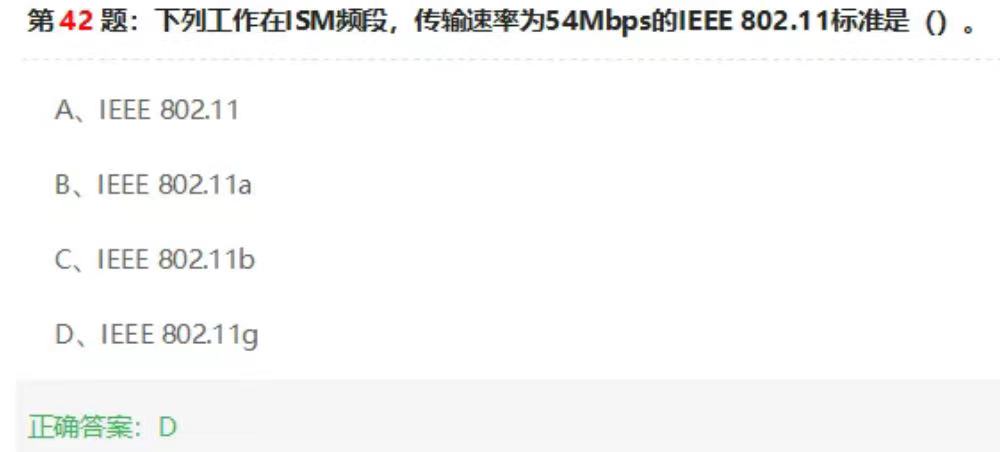 第 42 题：下列工作在ISM频段，传输速率为54Mbps的IEEE 802.11标准是（）。
A、IEEE 802.11
B、IEEE 802.11a
C、IEEE 802.11b
D、IEEE 802.11g
正确答案：D